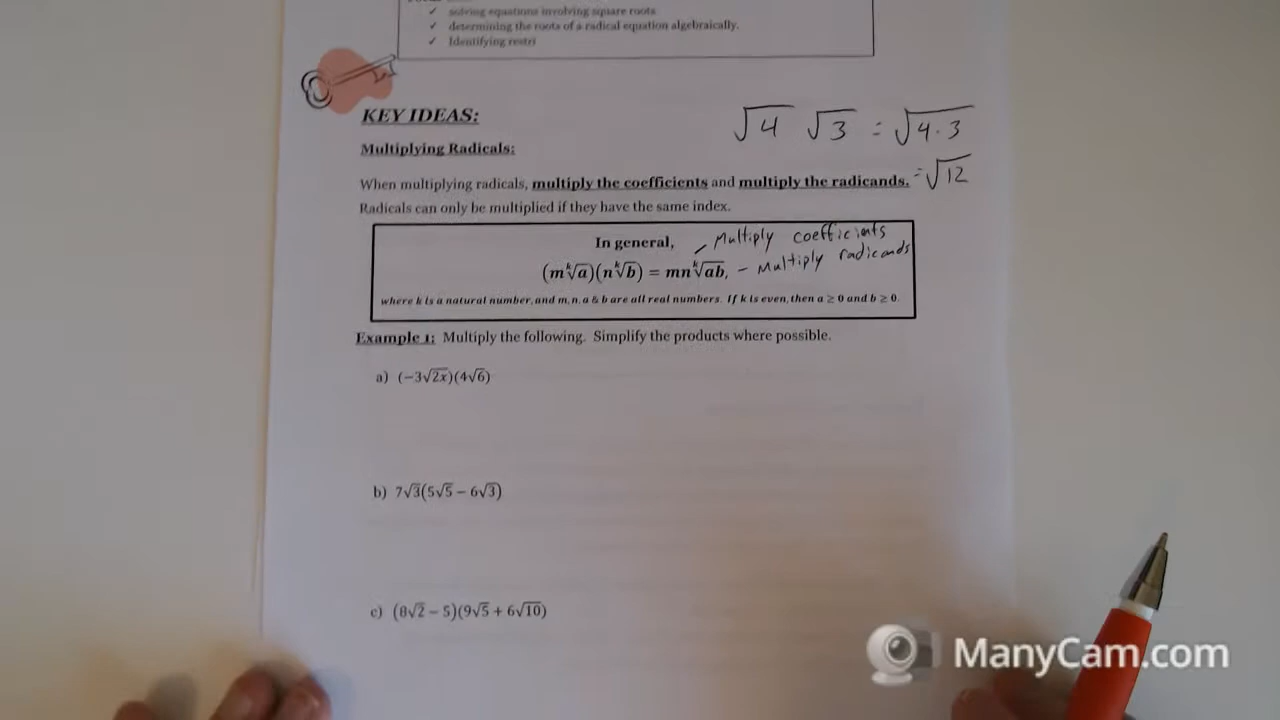 ✓ solving equations involving square roots
✓ determining the roots of a radical equation algebraically.
✓ Identifying restri
KEY IDEAS:
√4 √3 = √4·3
Multiplying Radicals:
When multiplying radicals, multiply the coefficients and multiply the radicands. = √12
Radicals can only be multiplied if they have the same index.
In general, Multiply coefficients
(m ᵏ√a)(n ᵏ√b) = mn ᵏ√ab, - Multiply radicands
where k is a natural number, and m, n, a & b are all real numbers. If k is even, then a ≥ 0 and b ≥ 0.
Example 1: Multiply the following. Simplify the products where possible.
a) (−3√2x)(4√6)
b) 7√3(5√5 − 6√3)
c) (8√2 − 5)(9√5 + 6√10)
ManyCam.com